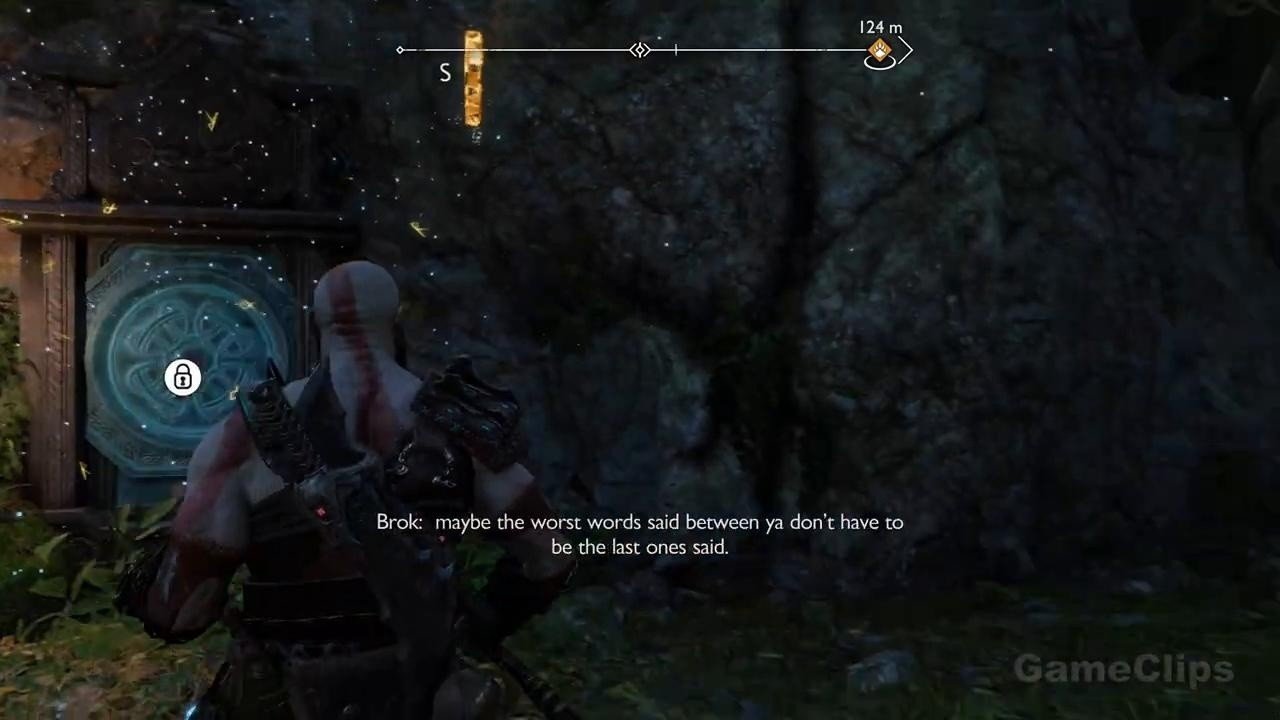 124 m
S
Brok: maybe the worst words said between ya don't have to
be the last ones said.
GameClips